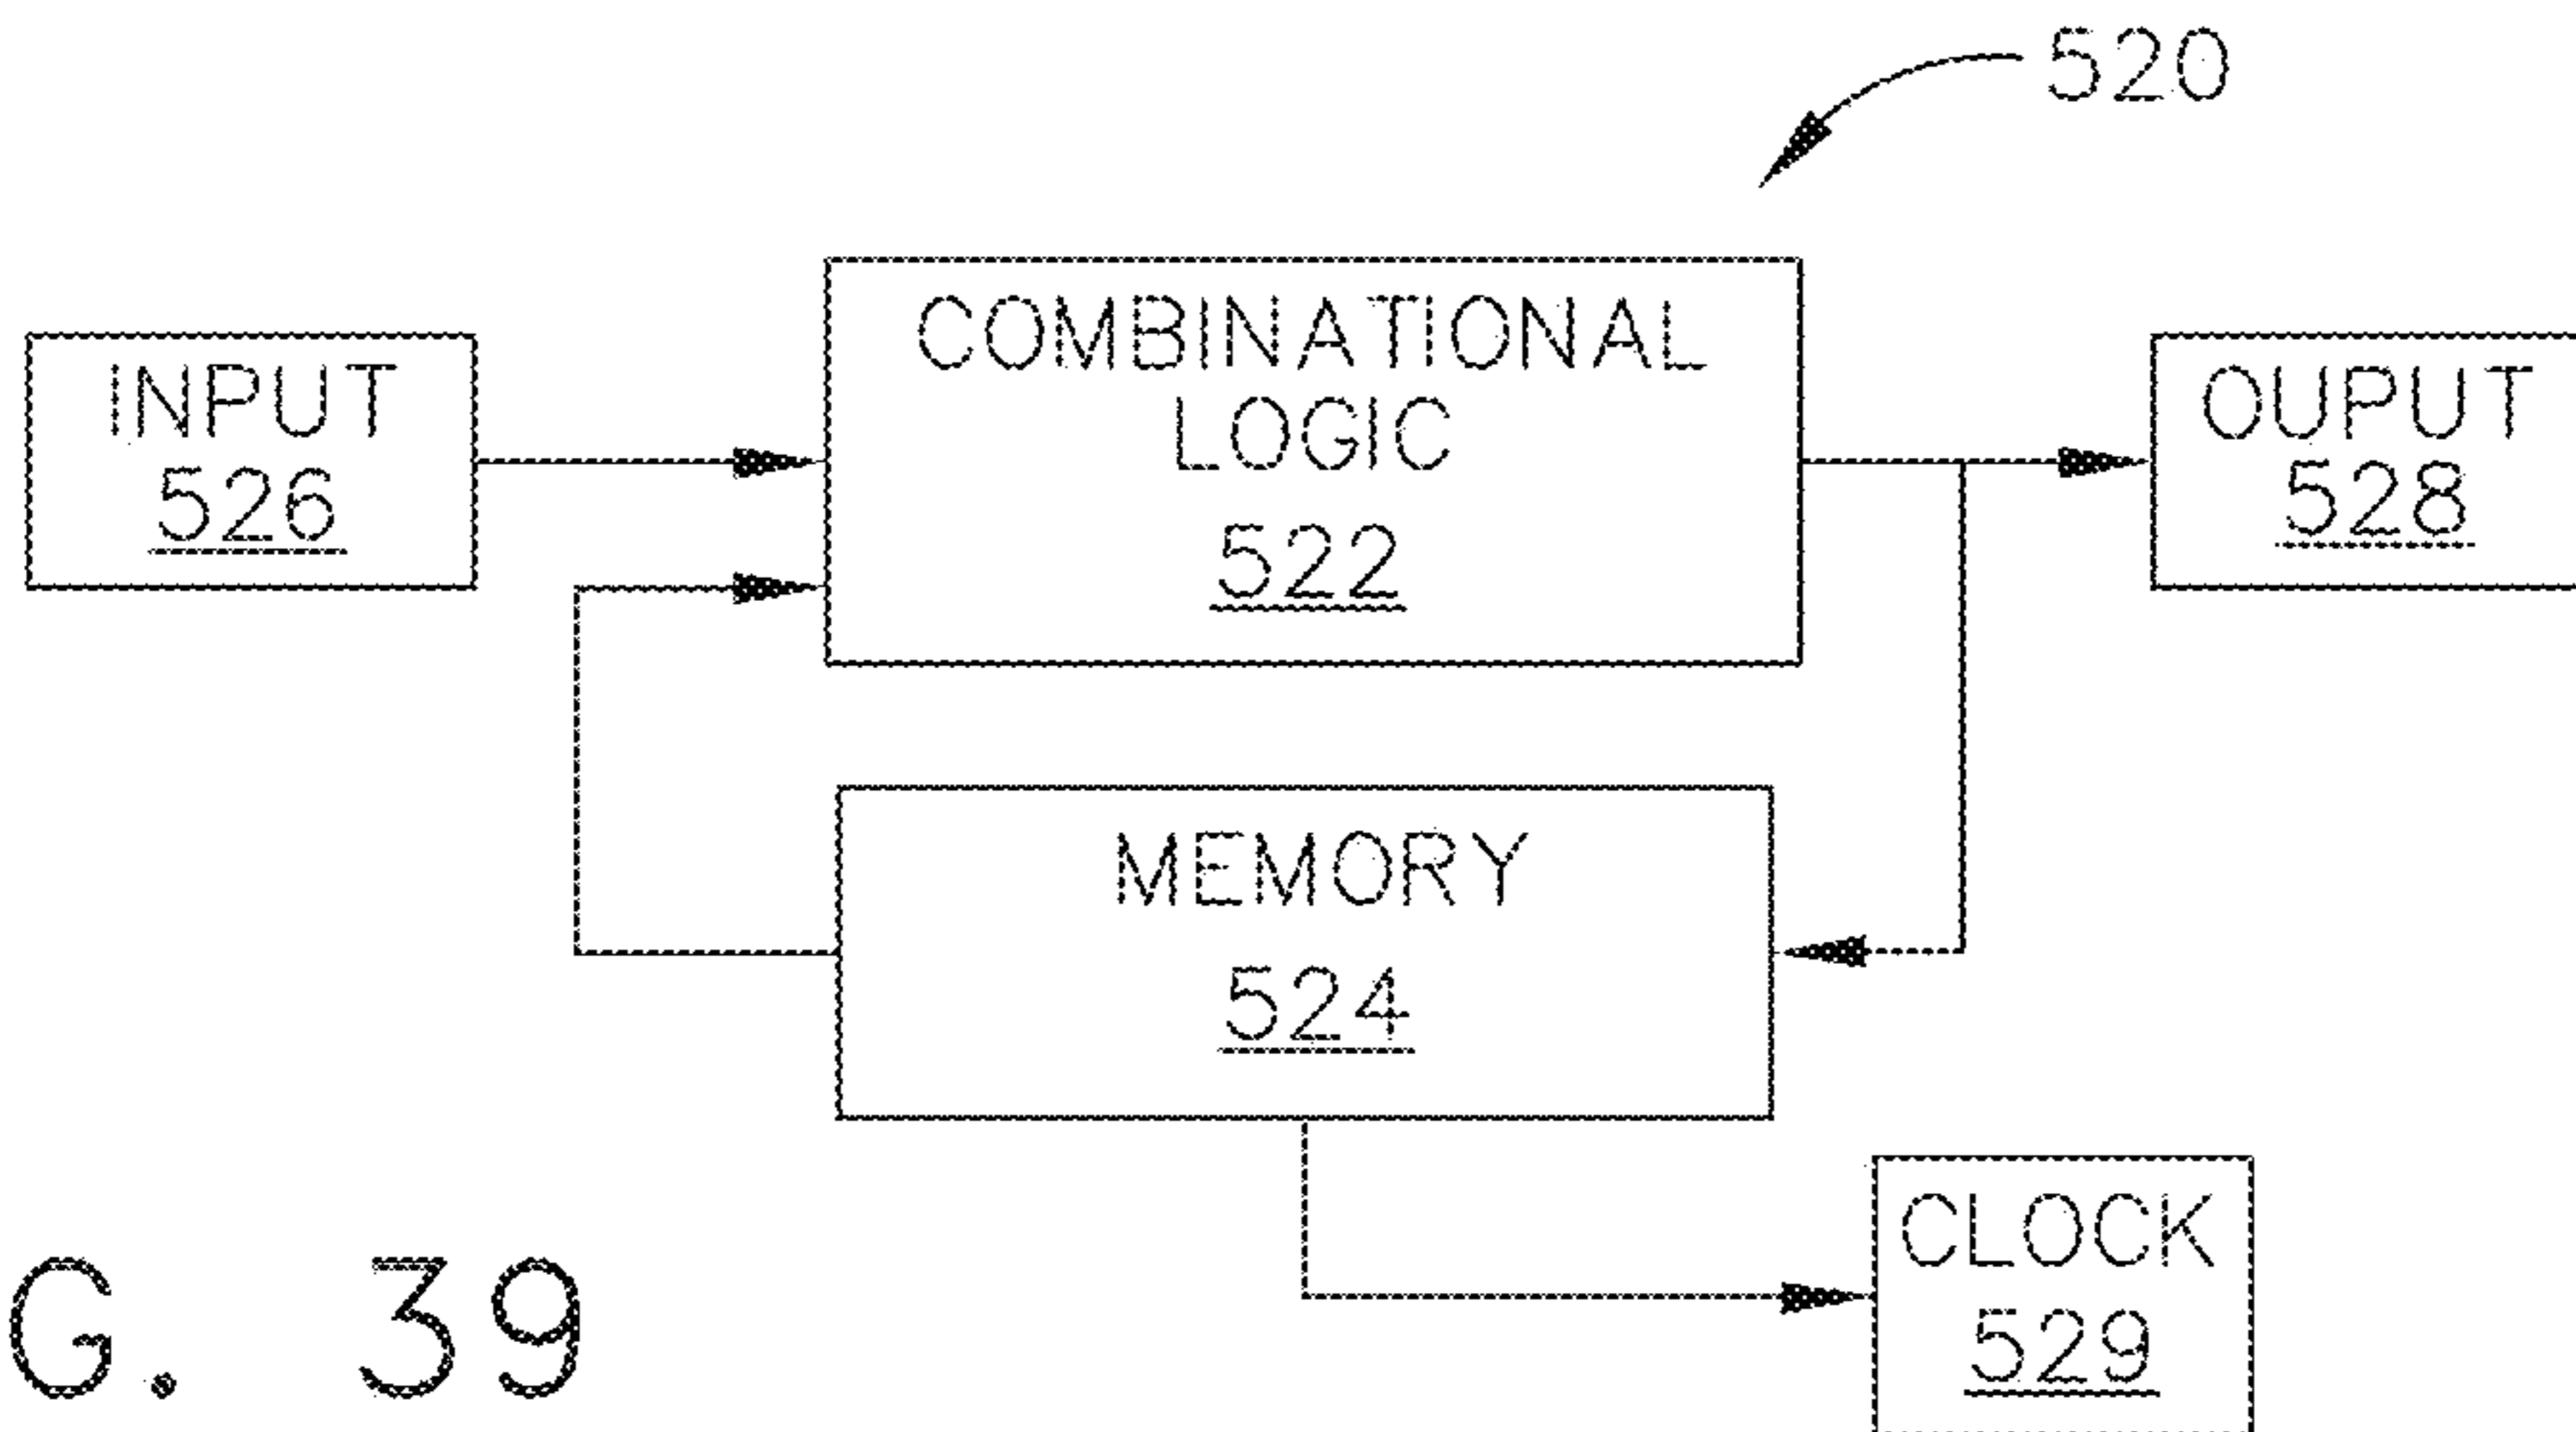 520
INPUT
526
COMBINATIONAL
LOGIC
522
OUPUT
528
MEMORY
524
CLOCK
529
G. 39